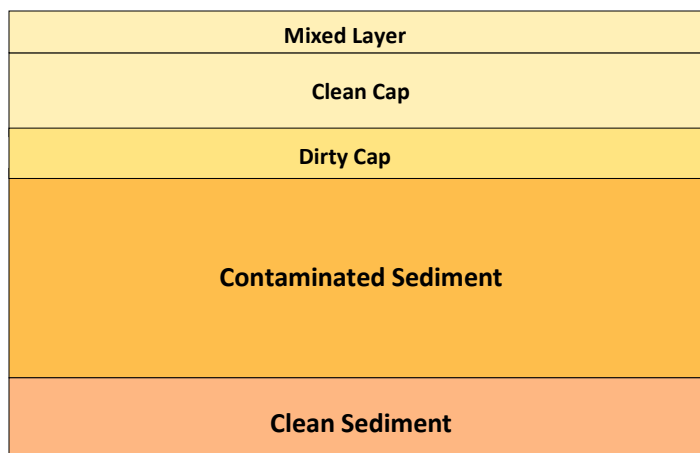 Mixed Layer
Clean Cap
Dirty Cap
Contaminated Sediment
Clean Sediment